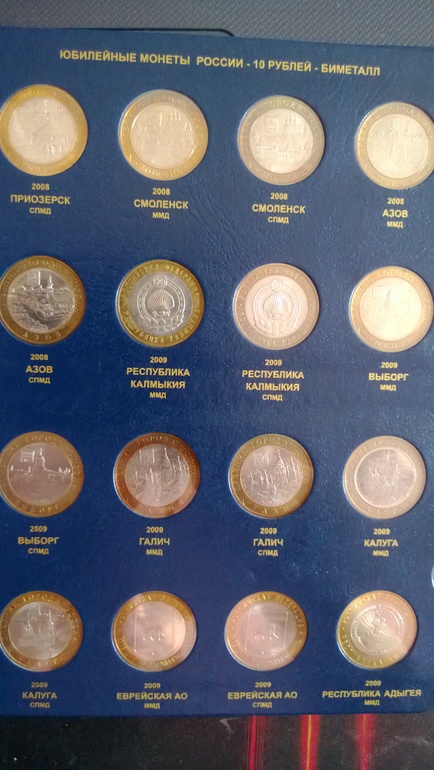 ЮБИЛЕЙНЫЕ МОНЕТЫ РОССИИ - 10 РУБЛЕЙ - БИМЕТАЛЛ
2008
ПРИОЗЕРСК
СПМД
2008
СМОЛЕНСК
ММД
2008
СМОЛЕНСК
СПМД
2008
АЗОВ
ММД
2008
АЗОВ
СПМД
2009
РЕСПУБЛИКА
КАЛМЫКИЯ
ММД
2009
РЕСПУБЛИКА
КАЛМЫКИЯ
СПМД
2009
ВЫБОРГ
ММД
2009
ВЫБОРГ
СПМД
2009
ГАЛИЧ
ММД
2009
ГАЛИЧ
СПМД
2009
КАЛУГА
ММД
2009
КАЛУГА
СПМД
2009
ЕВРЕЙСКАЯ АО
ММД
2009
ЕВРЕЙСКАЯ АО
СПМД
2009
РЕСПУБЛИКА АДЫГЕЯ
ММД